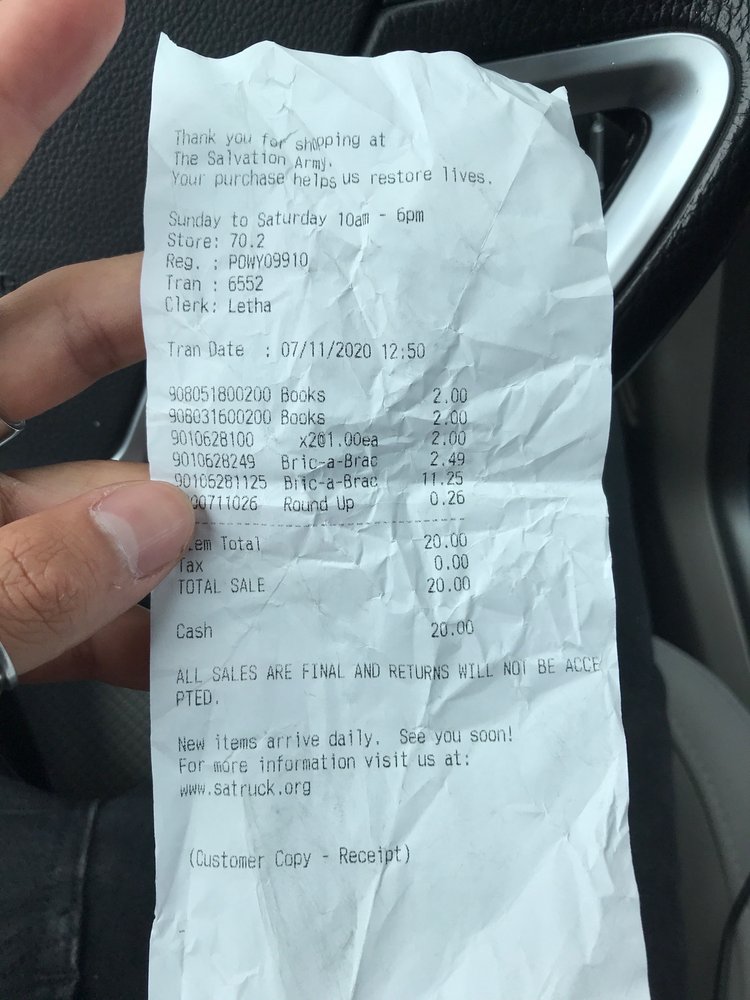 Thank you for shopping at
The Salvation Army.
Your purchase helps us restore lives.
Sunday to Saturday 10am - 6pm
Store: 70.2
Reg. : POWY09910
Tran : 6552
Clerk: Letha
Tran Date : 07/11/2020 12:50
908051800200 Books 2.00
908031600200 Books 2.00
9010628100 x2@1.00ea 2.00
9010628249 Bric-a-Brac 2.49
90106281125 Bric-a-Brac 11.25
00711026 Round Up 0.26
Item Total 20.00
Tax 0.00
TOTAL SALE 20.00
Cash 20.00
ALL SALES ARE FINAL AND RETURNS WILL NOT BE ACCE
PTED.
New items arrive daily. See you soon!
For more information visit us at:
www.satruck.org
(Customer Copy - Receipt)